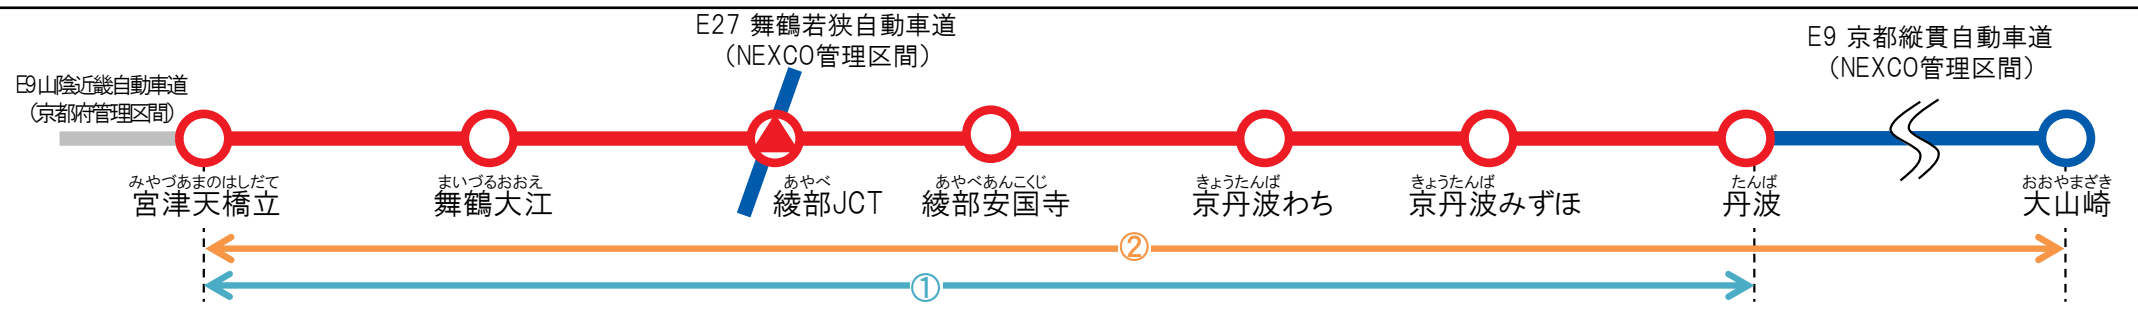 E27 舞鶴若狭自動車道
（NEXCO管理区間）
E9 京都縦貫自動車道
（NEXCO管理区間）
E9山陰近畿自動車道
（京都府管理区間）
みやづあまのはしだて
宮津天橋立
まいづるおおえ
舞鶴大江
あやべ
綾部JCT
あやべあんこくじ
綾部安国寺
きょうたんば
京丹波わち
きょうたんば
京丹波みずほ
たんば
丹波
おおやまざき
大山崎
②
①